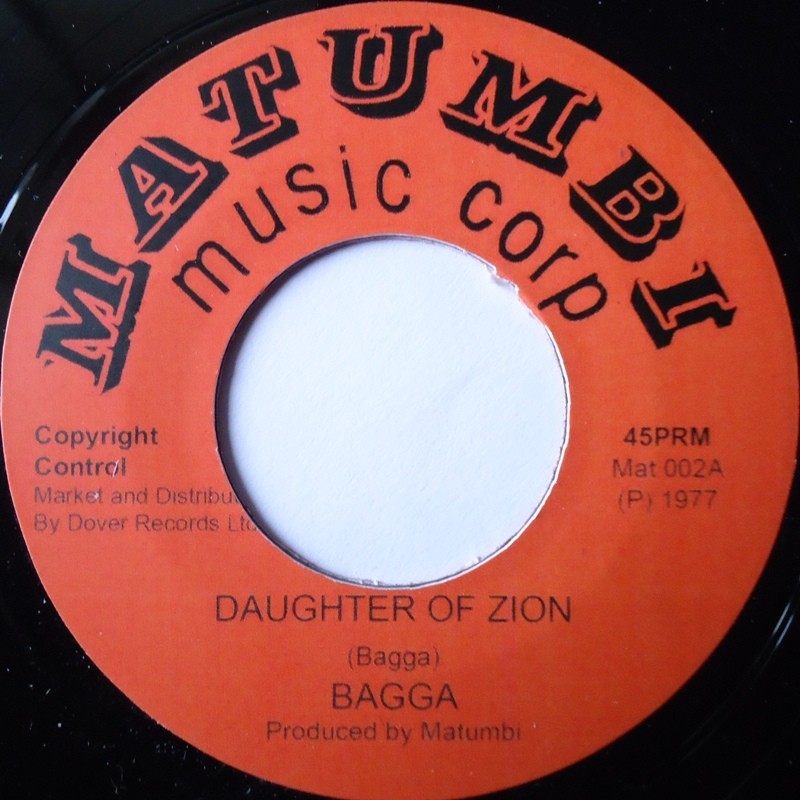 MATUMBI
music corp
Copyright
Control
Market and Distribu
By Dover Records Ltd
45PRM
Mat 002A
(P) 1977
DAUGHTER OF ZION
(Bagga)
BAGGA
Produced by Matumbi